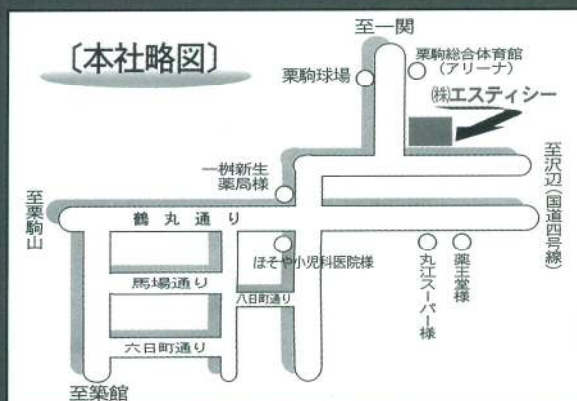 〔本社略図〕
至一関
栗駒球場
栗駒総合体育館
(アリーナ)
㈱エスティシー
一桝新生
薬局様
至沢辺(国道四号線)
至栗駒山
鶴丸通り
ほそや小児科医院様
馬場通り
八日町通り
丸江スーパー様
薬王堂様
六日町通り
至築館